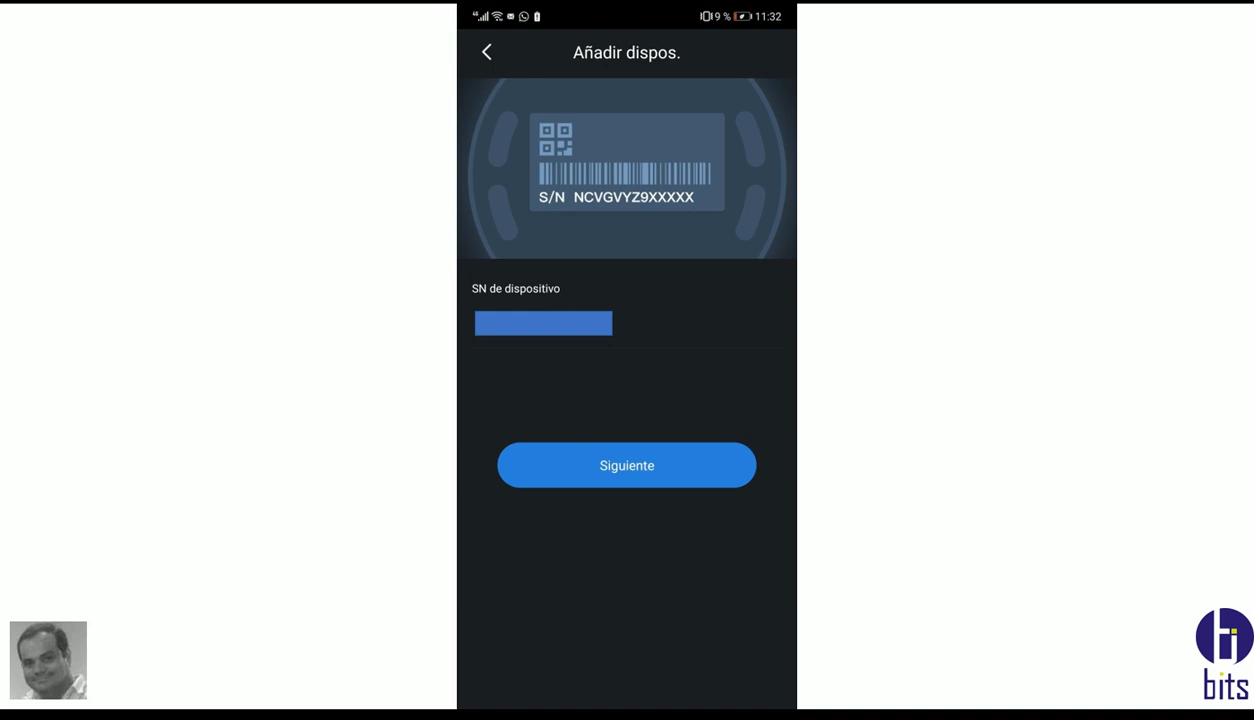 9 % 11:32
Añadir dispos.
S/N NCVGVYZ9XXXXX
SN de dispositivo
Siguiente
bits